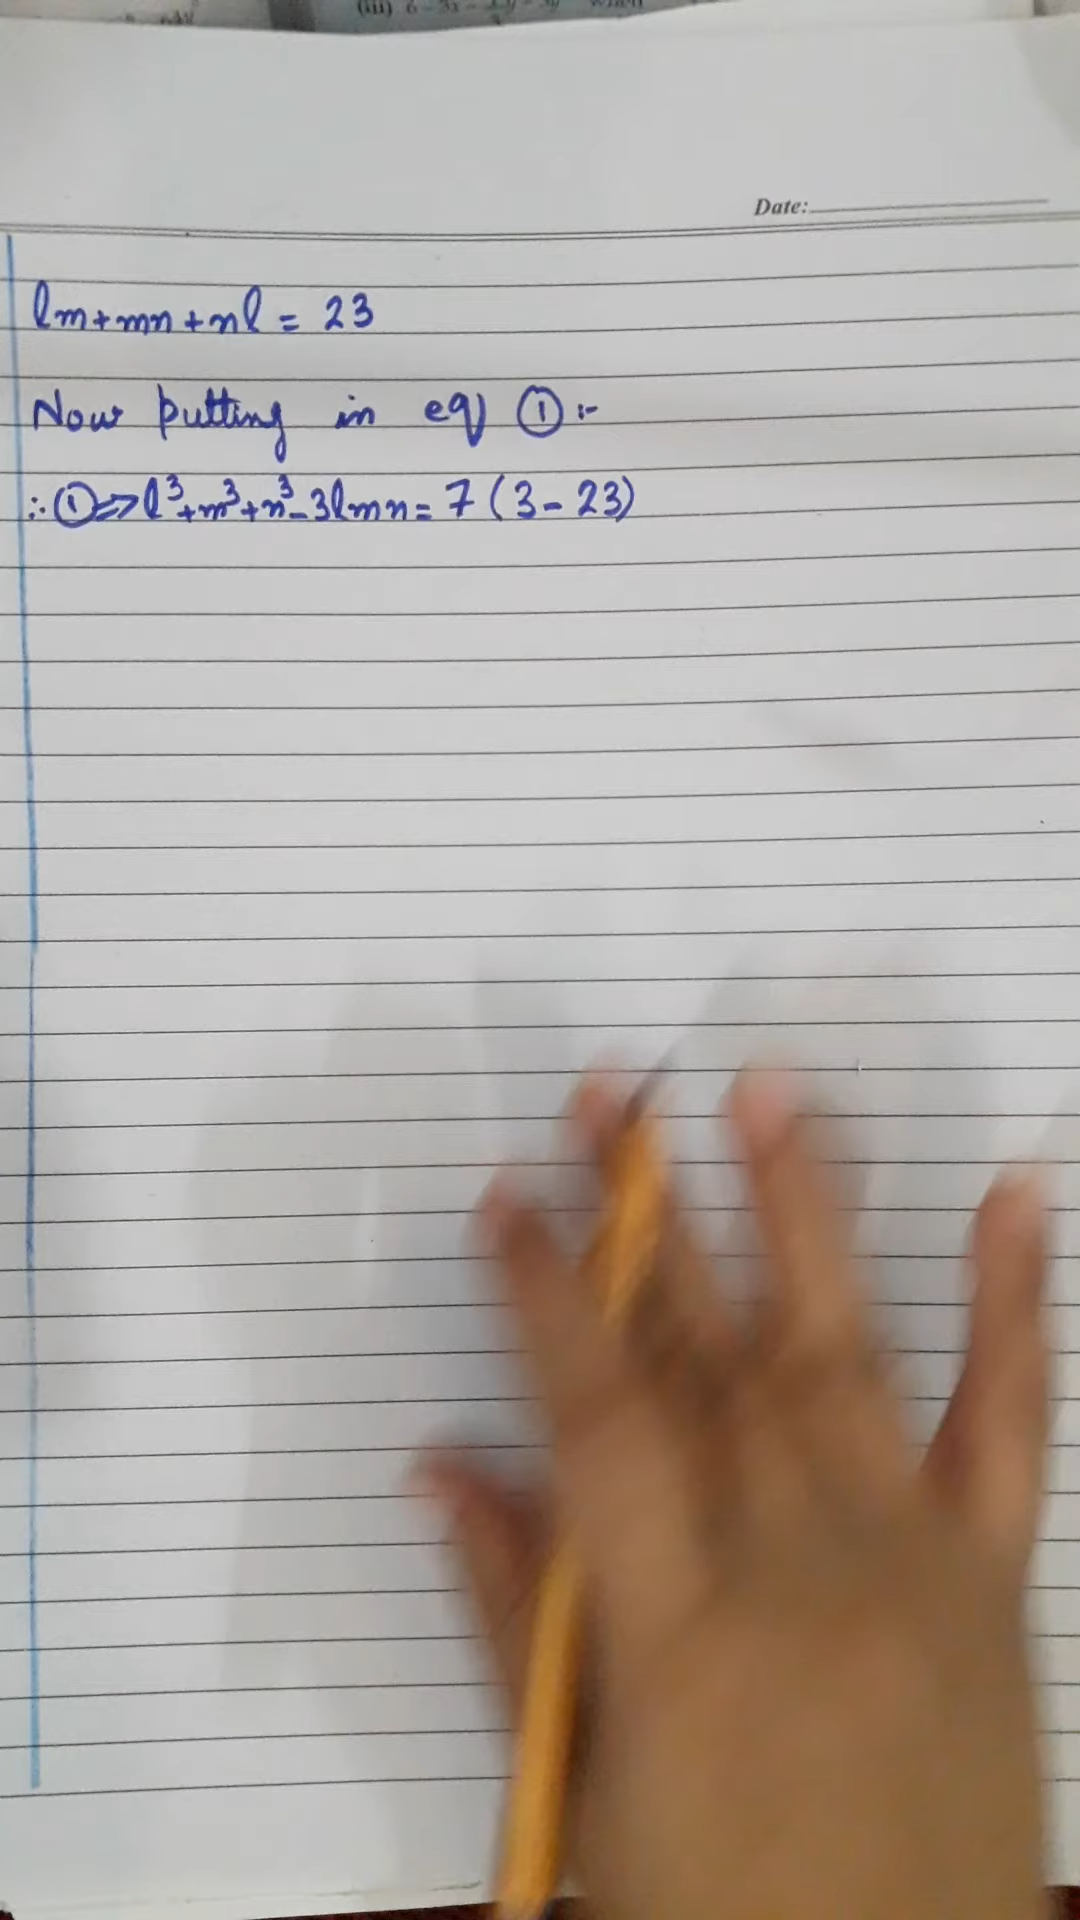 Date:
lm+mn+nl = 23
Now putting in eq ① :-
∴ ①=> l³+m³+n³-3lmn = 7 (3-23)